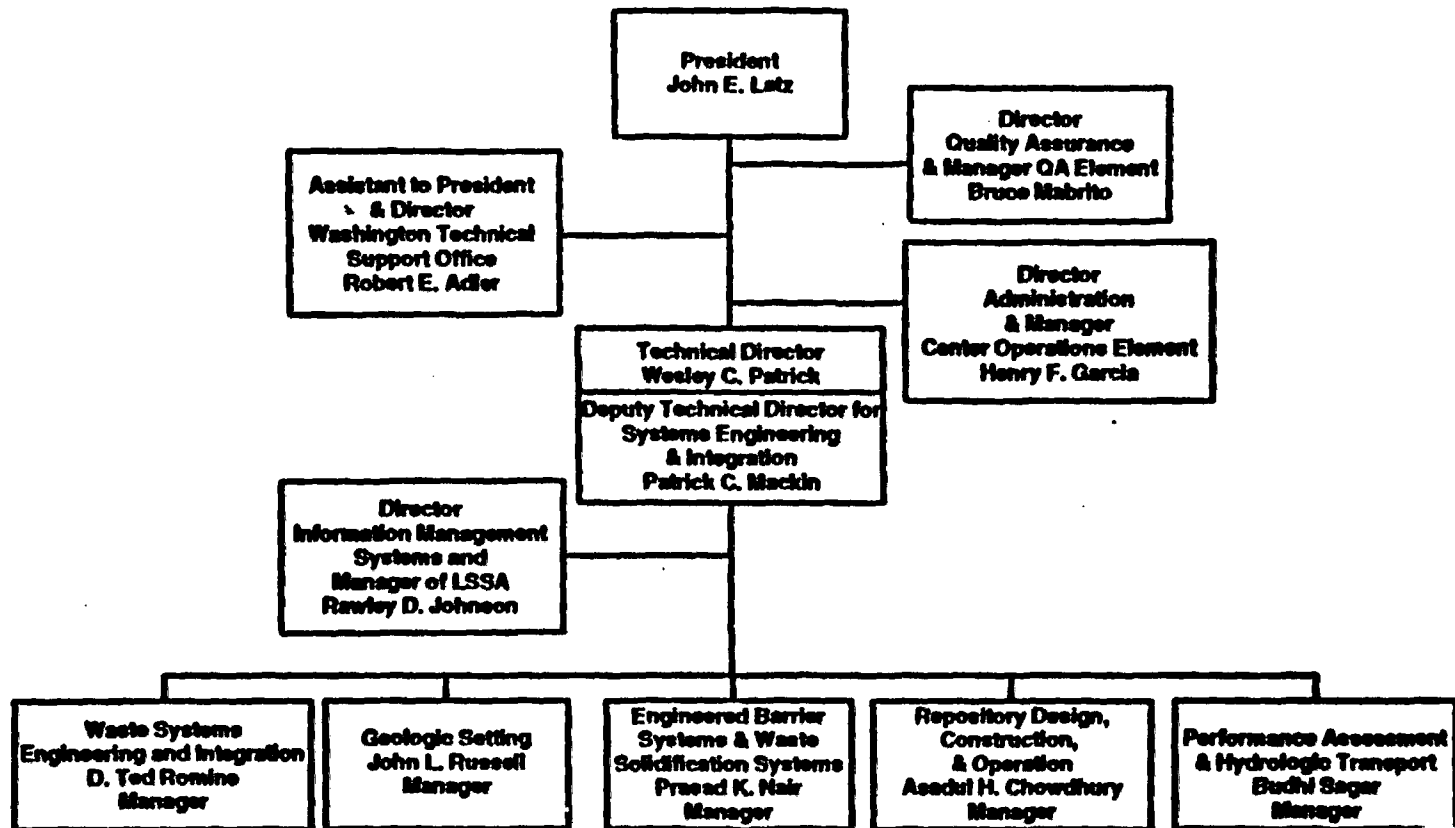 President
John E. Latz
Director
Quality Assurance
& Manager QA Element
Bruce Mabrito
Assistant to President
& Director
Washington Technical
Support Office
Robert E. Adler
Director
Administration
& Manager
Center Operations Element
Henry F. Garcia
Technical Director
Wesley C. Patrick
Deputy Technical Director for
Systems Engineering
& Integration
Patrick C. Mackin
Director
Information Management
Systems and
Manager of LSSA
Rawley D. Johnson
Waste Systems
Engineering and Integration
D. Ted Romine
Manager
Geologic Setting
John L. Russell
Manager
Engineered Barrier
Systems & Waste
Solidification Systems
Prasad K. Nair
Manager
Repository Design,
Construction,
& Operation
Asadul H. Chowdhury
Manager
Performance Assessment
& Hydrologic Transport
Budhi Sagar
Manager